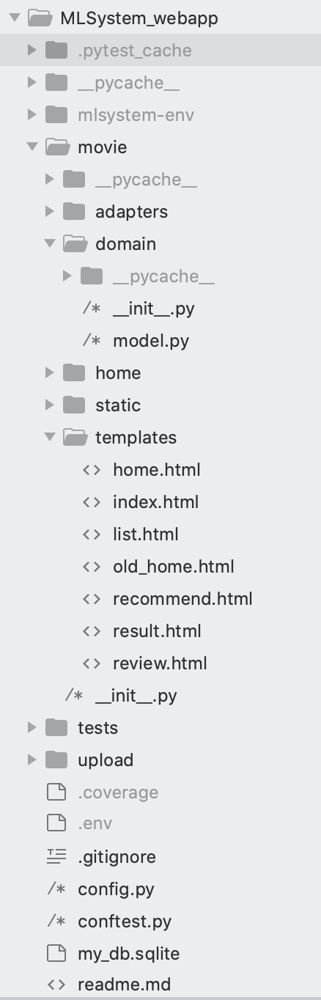 MLSystem_webapp
.pytest_cache
__pycache__
mlsystem-env
movie
__pycache__
adapters
domain
__pycache__
/* __init__.py
/* model.py
home
static
templates
<> home.html
<> index.html
<> list.html
<> old_home.html
<> recommend.html
<> result.html
<> review.html
/* __init__.py
tests
upload
.coverage
.env
.gitignore
/* config.py
/* conftest.py
my_db.sqlite
<> readme.md